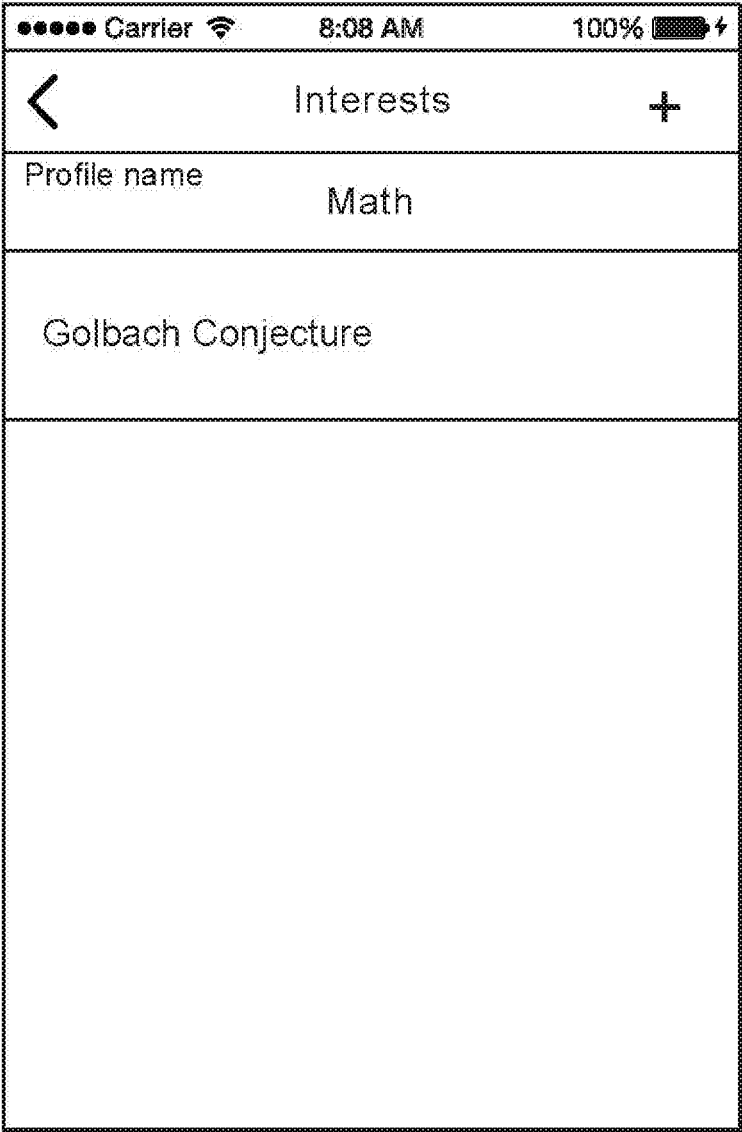 Carrier 8:08 AM 100%
Interests +
Profile name
Math
Golbach Conjecture